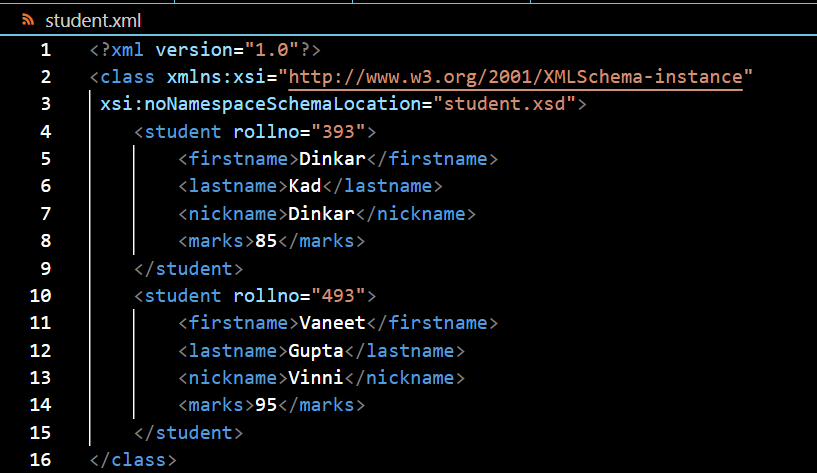 student.xml
1 <?xml version="1.0"?>
2 <class xmlns:xsi="http://www.w3.org/2001/XMLSchema-instance"
3 xsi:noNamespaceSchemaLocation="student.xsd">
4 <student rollno="393">
5 <firstname>Dinkar</firstname>
6 <lastname>Kad</lastname>
7 <nickname>Dinkar</nickname>
8 <marks>85</marks>
9 </student>
10 <student rollno="493">
11 <firstname>Vaneet</firstname>
12 <lastname>Gupta</lastname>
13 <nickname>Vinni</nickname>
14 <marks>95</marks>
15 </student>
16 </class>